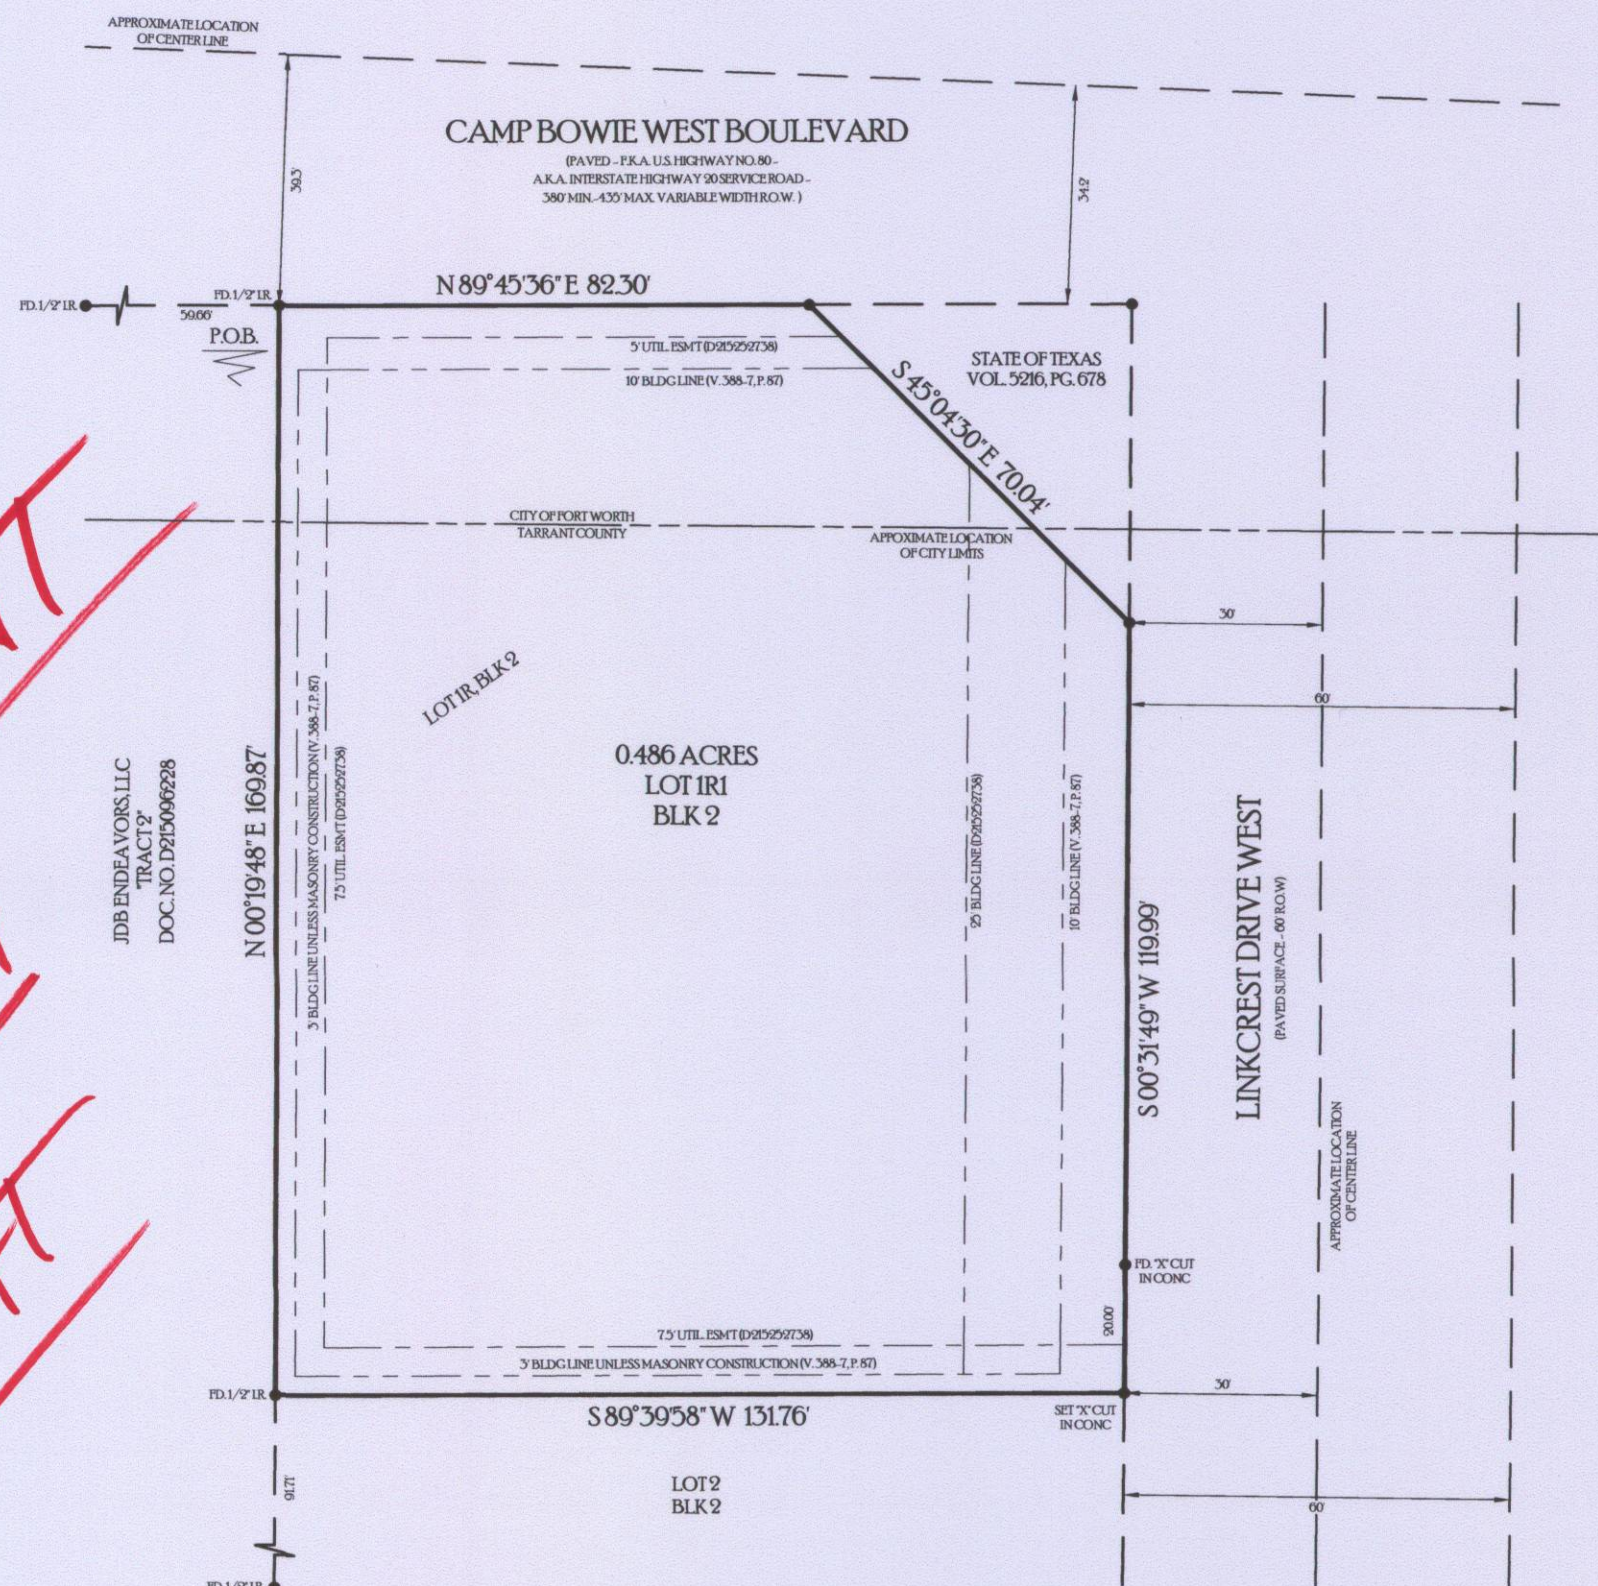 APPROXIMATE LOCATION
OF CENTER LINE
CAMP BOWIE WEST BOULEVARD
(PAVED - F.K.A. U.S. HIGHWAY NO. 80 -
A.K.A. INTERSTATE HIGHWAY 20 SERVICE ROAD -
380' MIN.-435' MAX. VARIABLE WIDTH R.O.W. )
39.3'
34.2'
N 89°45'36" E 82.30'
FD. 1/2" I.R.
FD. 1/2" I.R.
59.66'
P.O.B.
5' UTIL. ESMT (D215252738)
10' BLDG LINE (V. 388-7, P. 87)
STATE OF TEXAS
VOL. 5216, PG. 678
S 45°04'30" E 70.04'
CITY OF FORT WORTH
TARRANT COUNTY
APPOXIMATE LOCATION
OF CITY LIMITS
30'
60'
LOT 1R, BLK 2
0.486 ACRES
LOT 1R1
BLK 2
JDB ENDEAVORS, LLC
"TRACT 2"
DOC. NO. D215096228
N 00°19'48" E 169.87'
3' BLDG LINE UNLESS MASONRY CONSTRUCTION (V. 388-7, P. 87)
7.5' UTIL ESMT (D215252738)
25' BLDG LINE (D215252738)
10' BLDG LINE (V. 388-7, P. 87)
S 00°31'49" W 119.99'
LINKCREST DRIVE WEST
(PAVED SURFACE - 60' R.O.W)
APPROXIMATE LOCATION
OF CENTER LINE
FD. "X" CUT
IN CONC
20.00'
7.5' UTIL. ESMT (D215252738)
3' BLDG LINE UNLESS MASONRY CONSTRUCTION (V. 388-7, P. 87)
FD. 1/2" I.R.
S 89°39'58" W 131.76'
SET "X" CUT
IN CONC
30'
LOT 2
BLK 2
91.71'
60'
FD. 1/2" I.R.